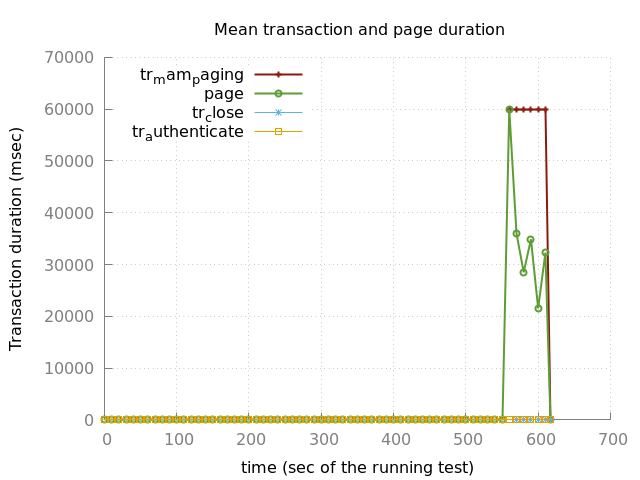 Mean transaction and page duration
Transaction duration (msec)
70000
60000
50000
40000
30000
20000
10000
0
trmampaging
page
trclose
trauthenticate
0 100 200 300 400 500 600 700
time (sec of the running test)